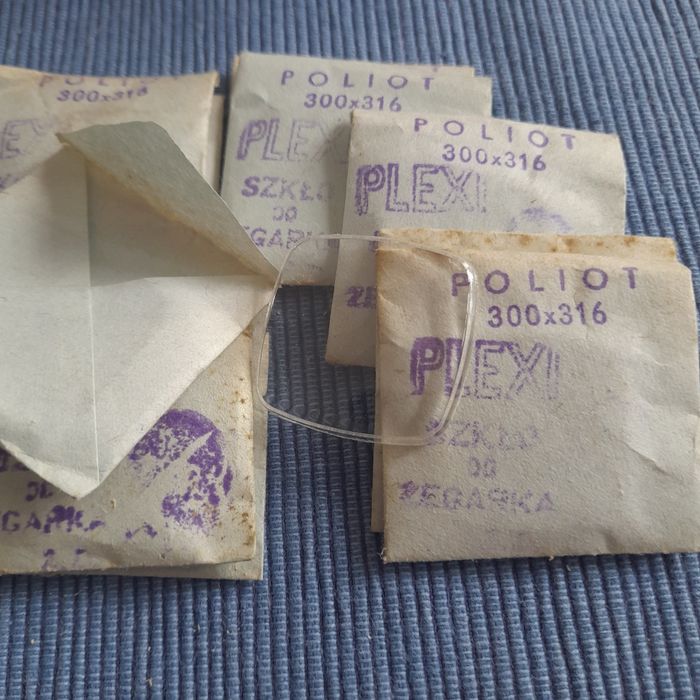 POLIOT
300x316
POLIOT
300x316
PLEXI
SZKŁO
DO
POLIOT
300x316
PLEXI
POLIOT
300x316
PLEXI
SZKŁO
DO
ZEGARKA